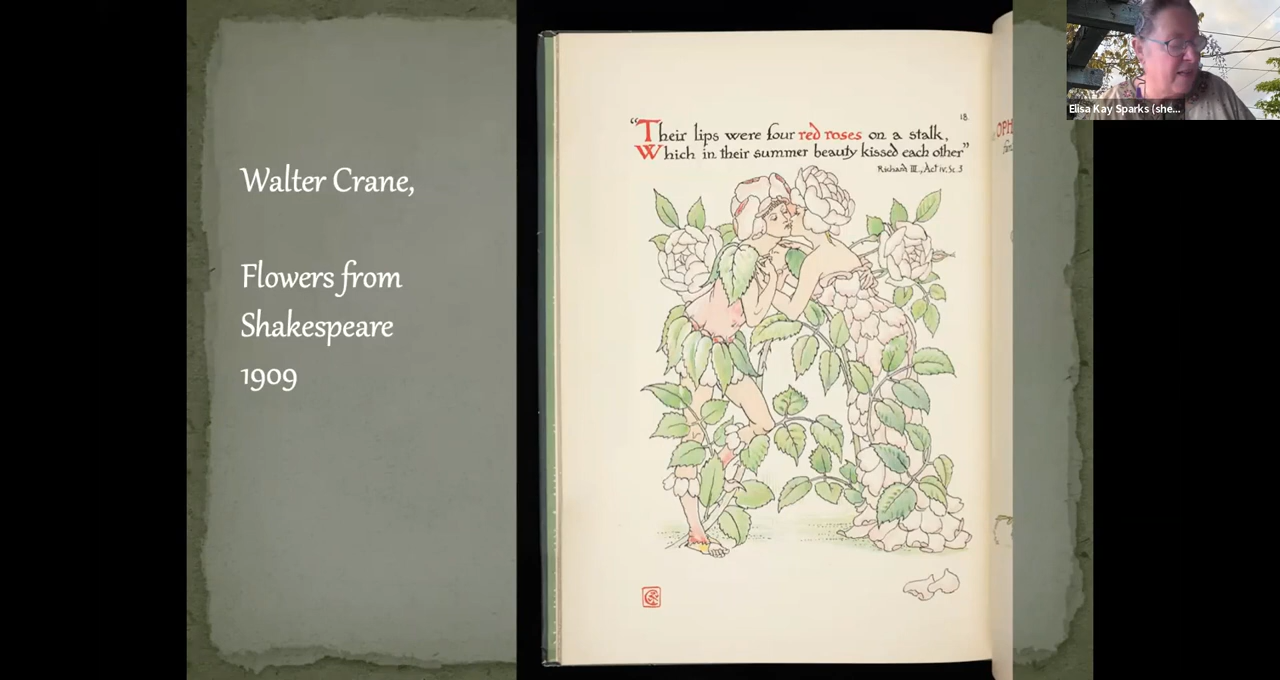 Walter Crane,
Flowers from
Shakespeare
1909
18.
“Their lips were four red roses on a stalk,
Which in their summer beauty kissed each other”
Richard III., Act iv. Sc. 3
OPH
Elisa Kay Sparks (she...